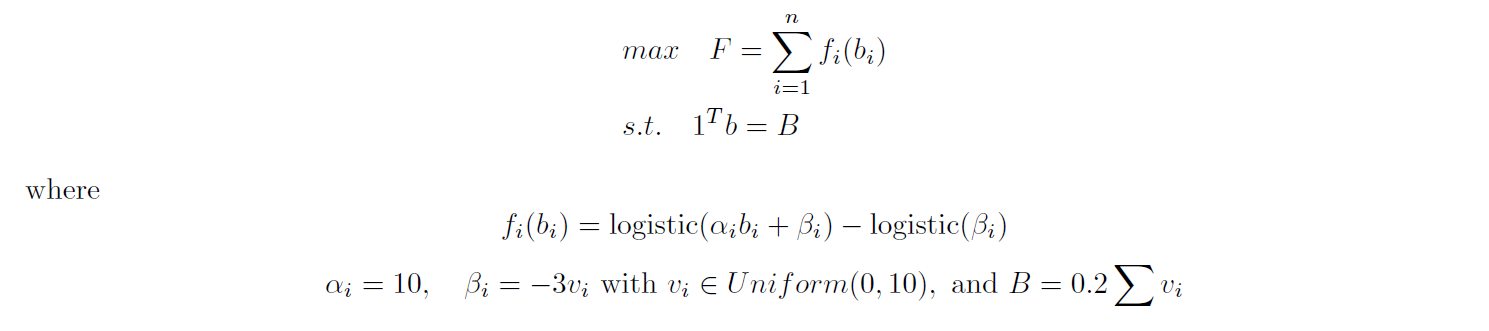 max F = ∑_{i=1}^{n} f_i(b_i)
s.t. 1^T b = B
where
f_i(b_i) = logistic(α_i b_i + β_i) − logistic(β_i)
α_i = 10, β_i = −3v_i with v_i ∈ Uniform(0, 10), and B = 0.2 ∑ v_i